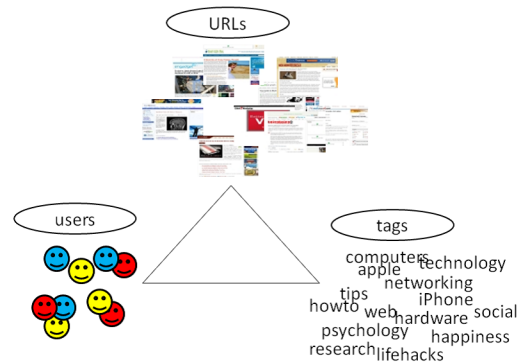 URLs
users
tags
computers
technology
apple
networking
tips
iPhone
howto
web
social
hardware
psychology
happiness
research
lifehacks